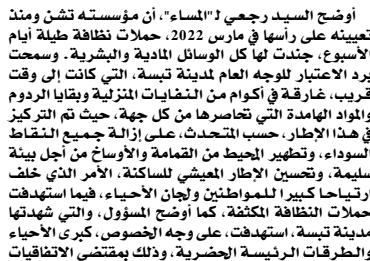 أوضح السيد رجعي لـ"المساء"، أن مؤسسته تشن ومنذ
تعيينه على رأسها في مارس 2022، حملات نظافة طيلة أيام
الأسبوع، جندت لها كل الوسائل المادية والبشرية. وسمحت
برد الاعتبار للوجه العام لمدينة تبسة، التي كانت إلى وقت
قريب، غارقة في أكوام من النفايات المنزلية وبقايا الردوم
والمواد الهامدة التي تحاصرها من كل جهة، حيث تم التركيز
في هذا الإطار، حسب المتحدث، على إزالة جميع النقاط
السوداء، وتطهير المحيط من القمامة والأوساخ من أجل بيئة
سليمة، وتحسين الإطار المعيشي للساكنة، الأمر الذي خلف
ارتياحا كبيرا للمواطنين ولجان الأحياء، فيما استهدفت
حملات النظافة المكثفة، كما أوضح المسؤول، والتي شهدتها
مدينة تبسة، استهدفت، على وجه الخصوص، كبرى الأحياء
والطرقات الرئيسة الحضرية، وذلك بمقتضى الاتفاقيات